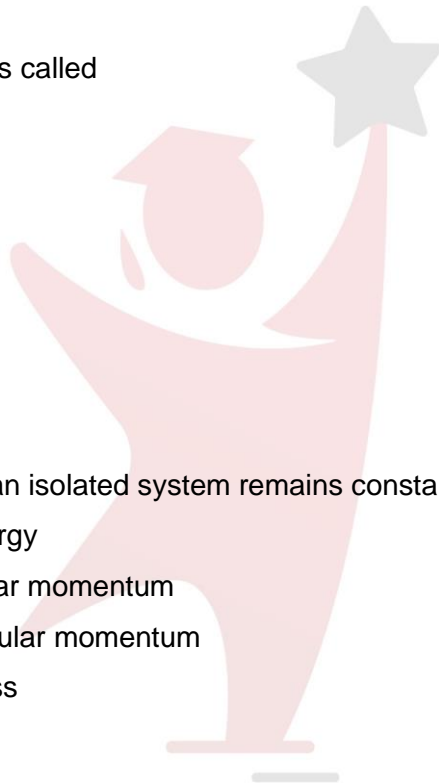 s called
an isolated system remains consta
rgy
ar momentum
ular momentum
ss